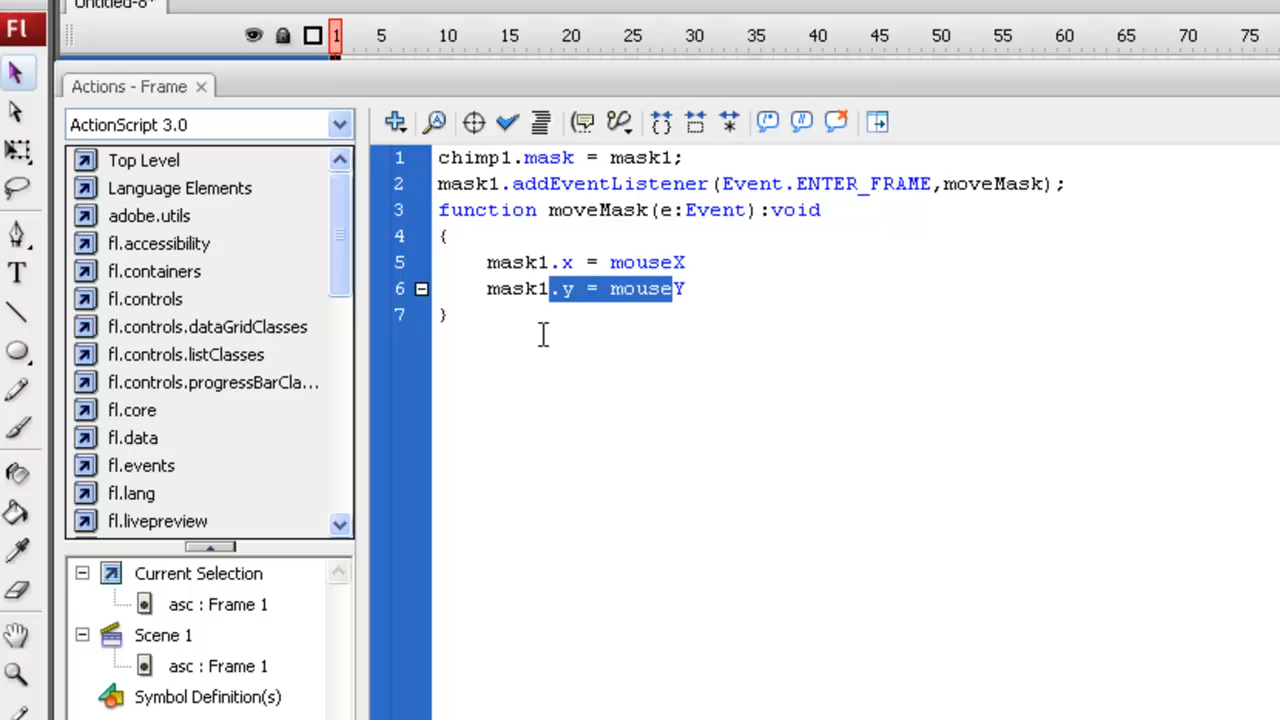 Untitled-8*
Fl
1 5 10 15 20 25 30 35 40 45 50 55 60 65 70 75
Actions - Frame ×
ActionScript 3.0
Top Level
Language Elements
adobe.utils
fl.accessibility
fl.containers
fl.controls
fl.controls.dataGridClasses
fl.controls.listClasses
fl.controls.progressBarCla...
fl.core
fl.data
fl.events
fl.lang
fl.livepreview
Current Selection
asc : Frame 1
Scene 1
asc : Frame 1
Symbol Definition(s)
1 chimp1.mask = mask1;
2 mask1.addEventListener(Event.ENTER_FRAME,moveMask);
3 function moveMask(e:Event):void
4 {
5 mask1.x = mouseX
6 mask1.y = mouseY
7 }